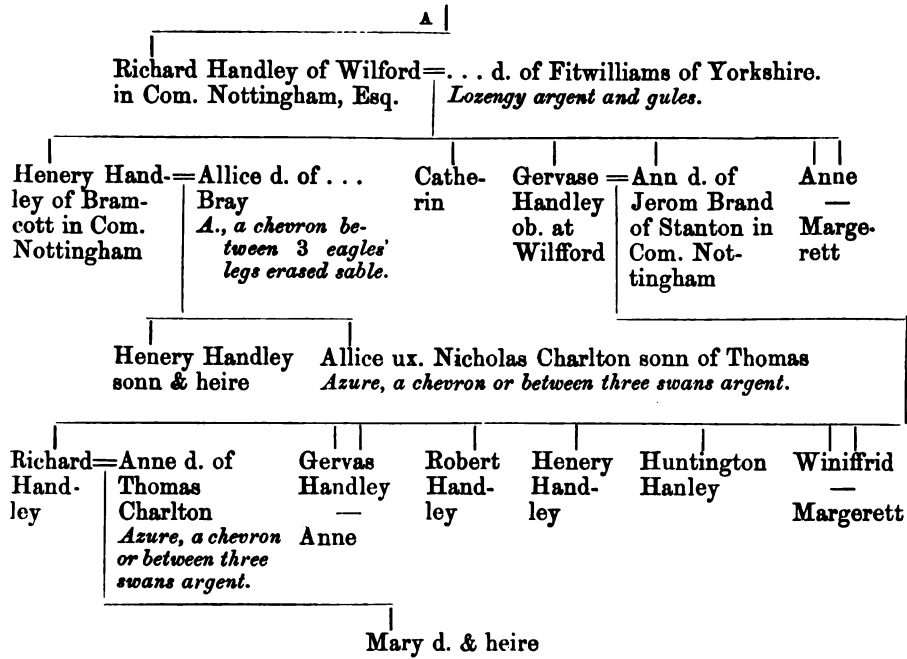 A
Richard Handley of Wilford=. . . d. of Fitwilliams of Yorkshire.
in Com. Nottingham, Esq.
Lozengy argent and gules.
Henery Hand-
ley of Bram-
cott in Com.
Nottingham
=Allice d. of . . .
Bray
A., a chevron be-
tween 3 eagles'
legs erased sable.
Cathe-
rin
Gervase
Handley
ob. at
Wilfford
= Ann d. of
Jerom Brand
of Stanton in
Com. Not-
tingham
Anne
—
Marge-
rett
Henery Handley
sonn & heire
Allice ux. Nicholas Charlton sonn of Thomas
Azure, a chevron or between three swans argent.
Richard
Hand-
ley
=Anne d. of
Thomas
Charlton
Azure, a chevron
or between three
swans argent.
Gervas
Handley
—
Anne
Robert
Hand-
ley
Henery
Hand-
ley
Huntington
Hanley
Winiffrid
—
Margerett
Mary d. & heire